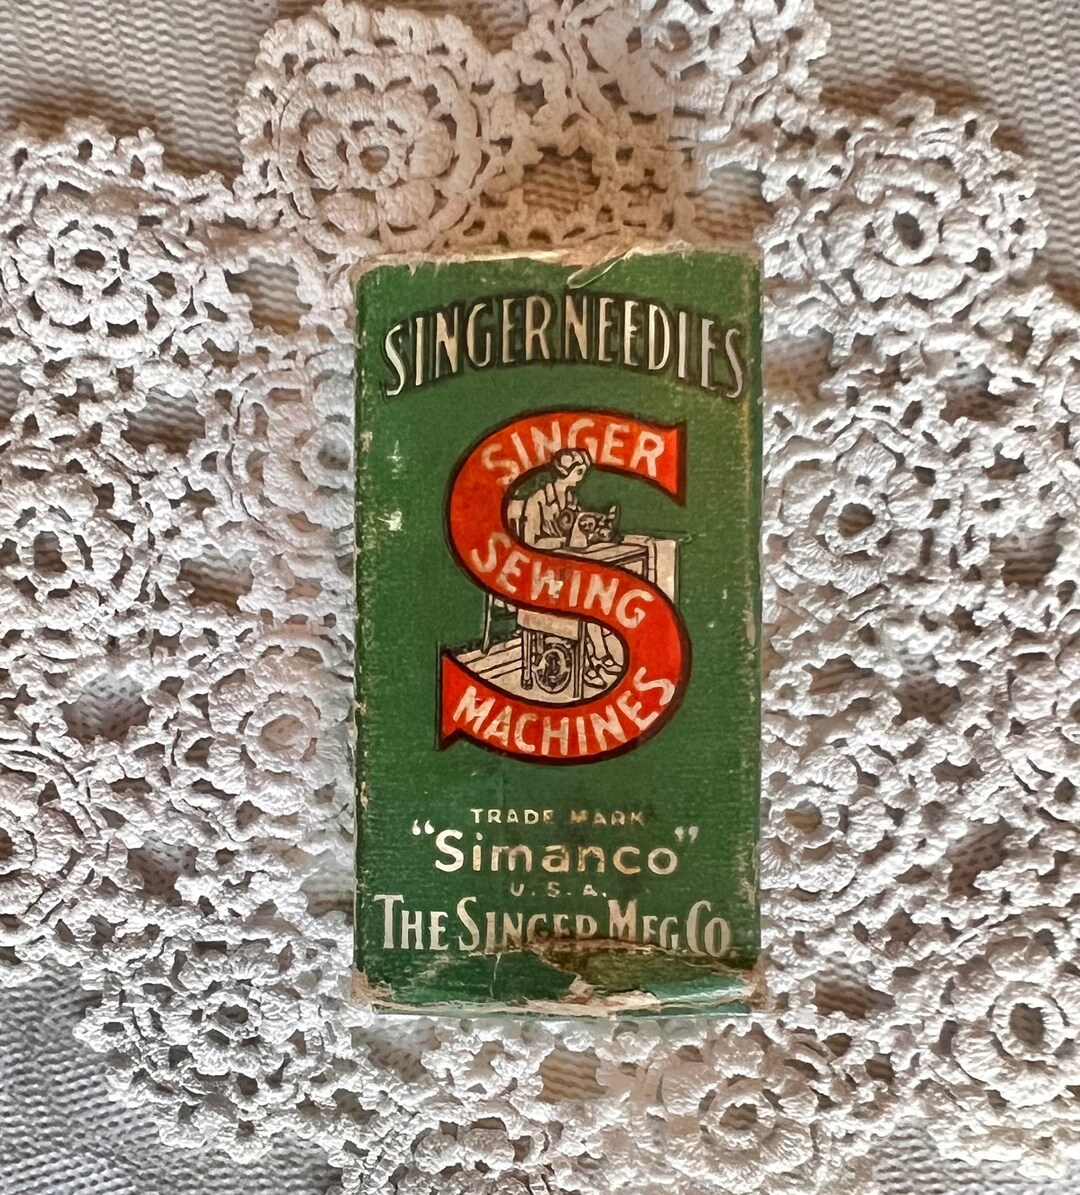 SINGER NEEDLES
SINGER
SEWING
MACHINES
TRADE MARK
"Simanco"
U.S.A.
THE SINGER MFG. CO